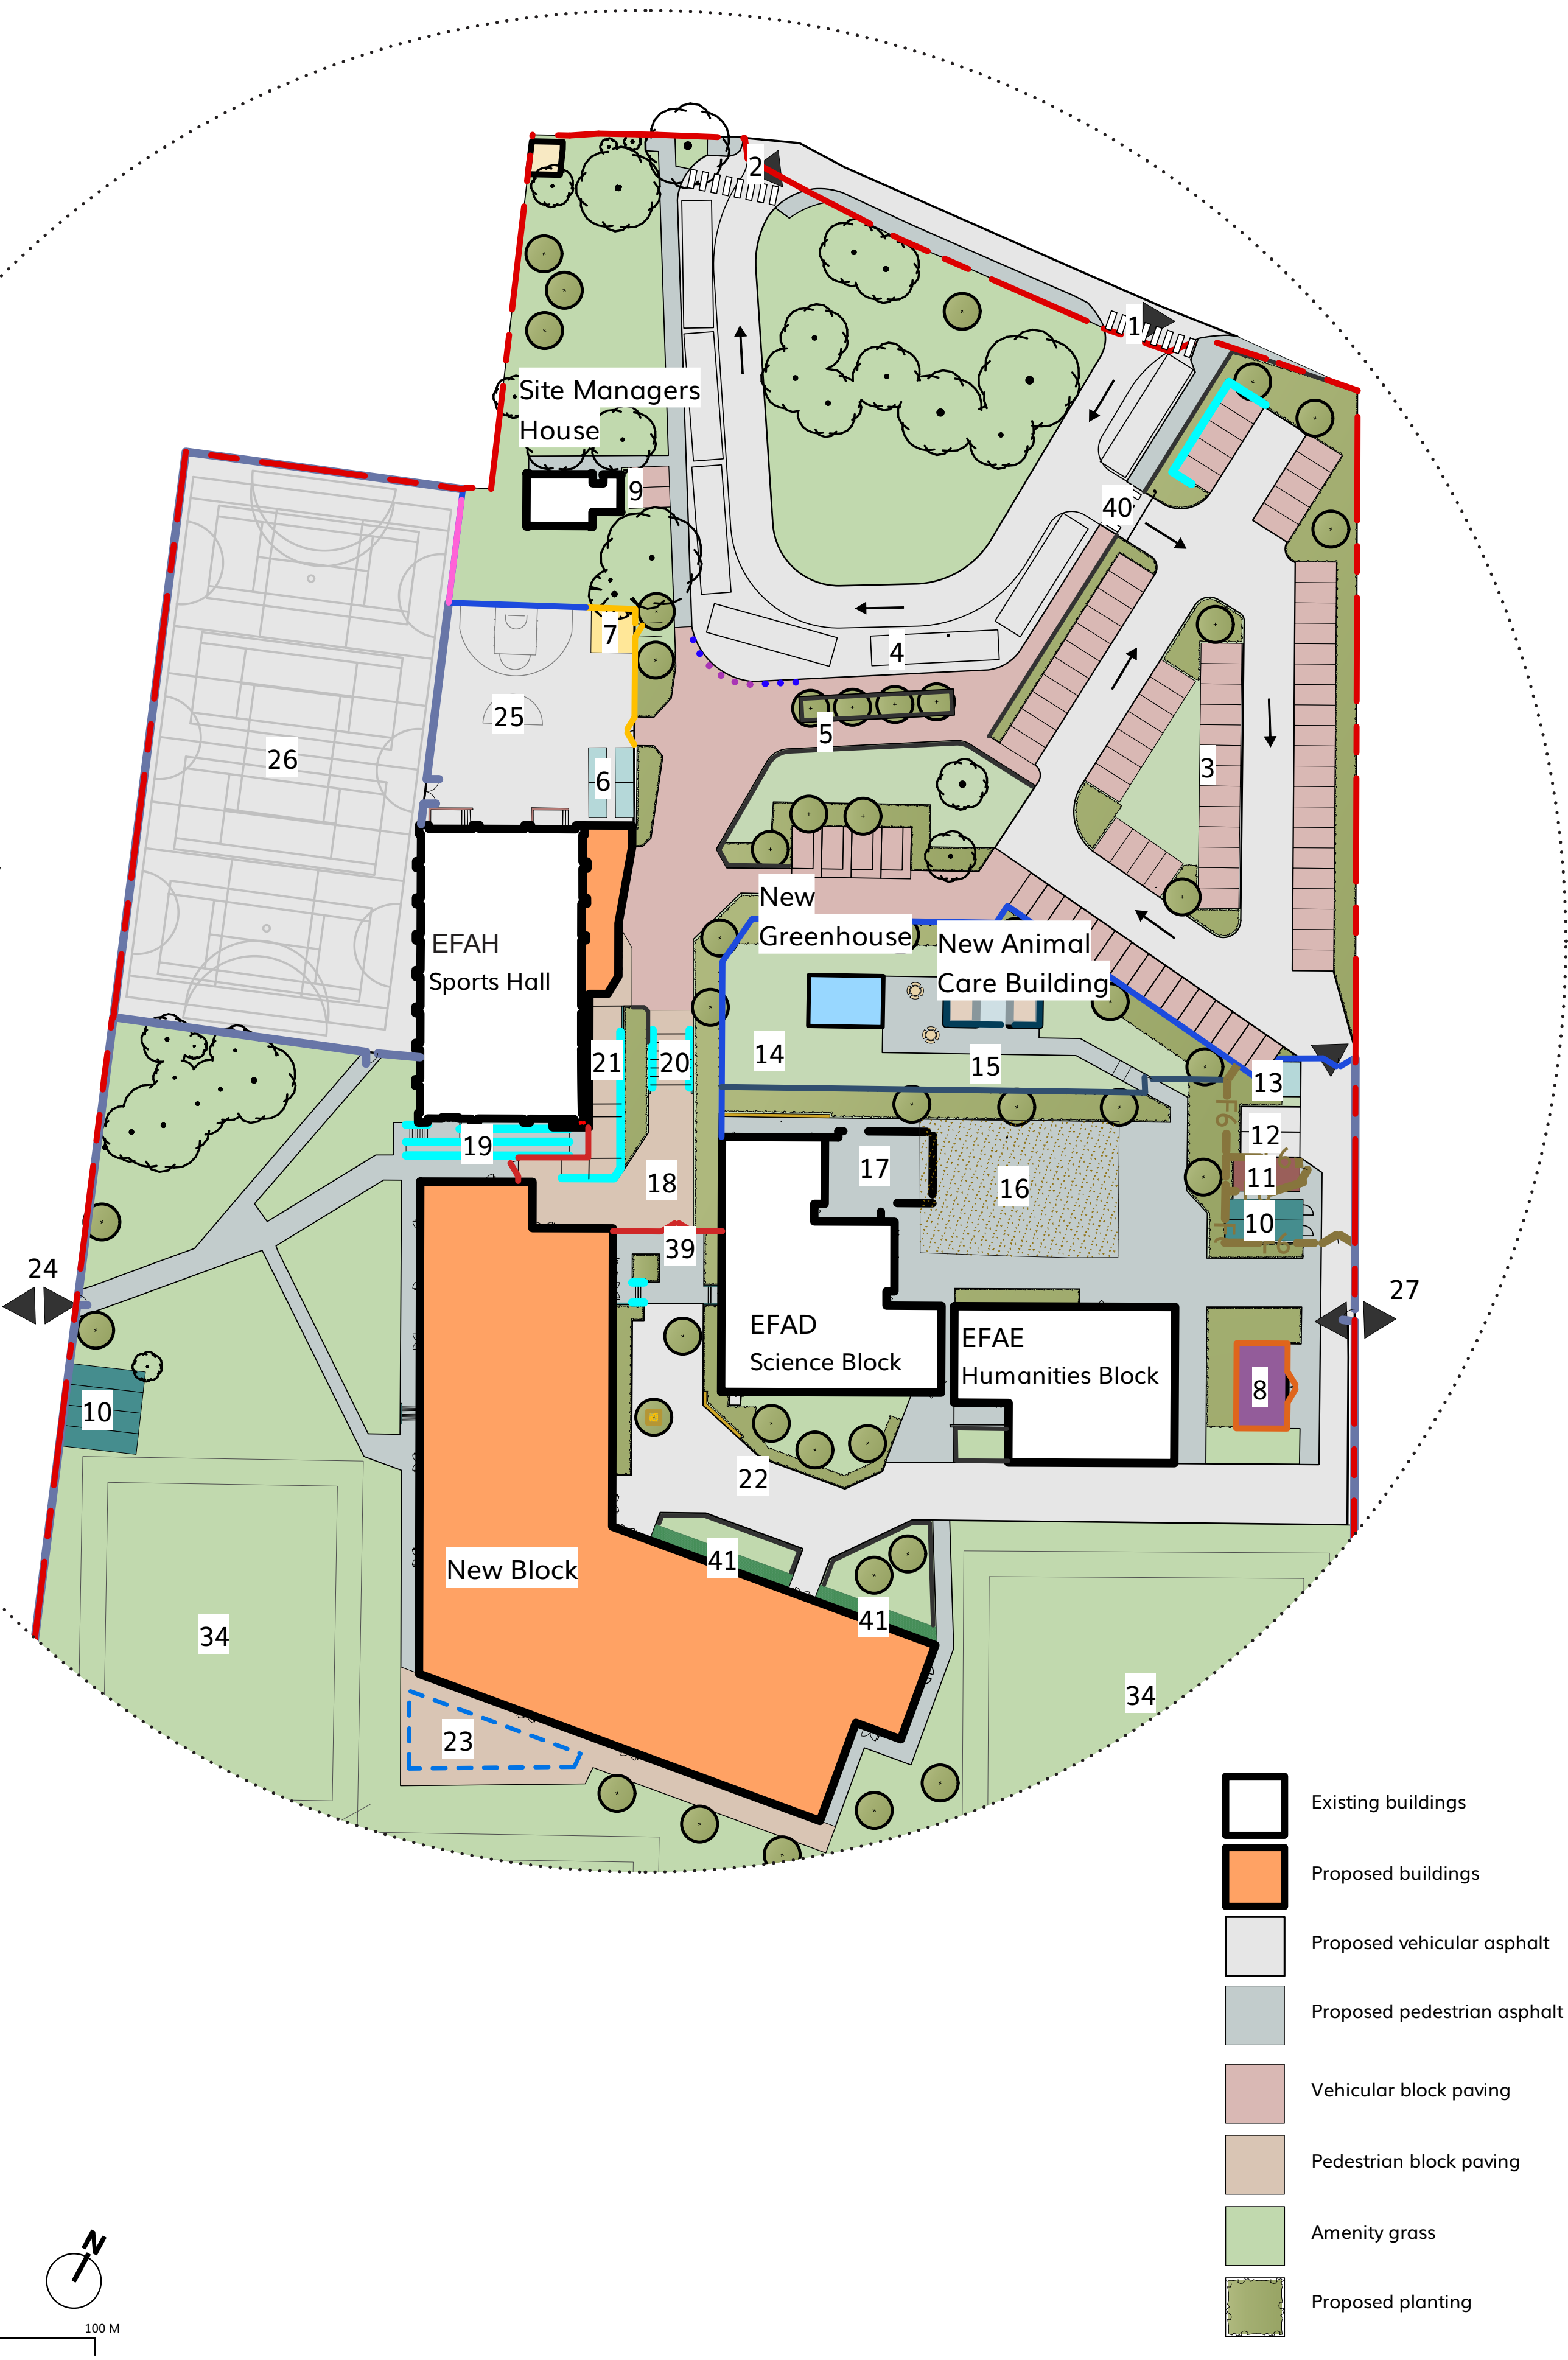 2
1
Site Managers
House
9
40
7
4
25
5
26
6
3
New
Greenhouse
New Animal
Care Building
EFAH
Sports Hall
14
21
20
15
13
12
19
17
11
18
16
10
39
24
27
EFAD
Science Block
EFAE
Humanities Block
8
10
22
41
New Block
41
34
34
23
Existing buildings
Proposed buildings
Proposed vehicular asphalt
Proposed pedestrian asphalt
Vehicular block paving
Pedestrian block paving
Amenity grass
Proposed planting
N
100 M